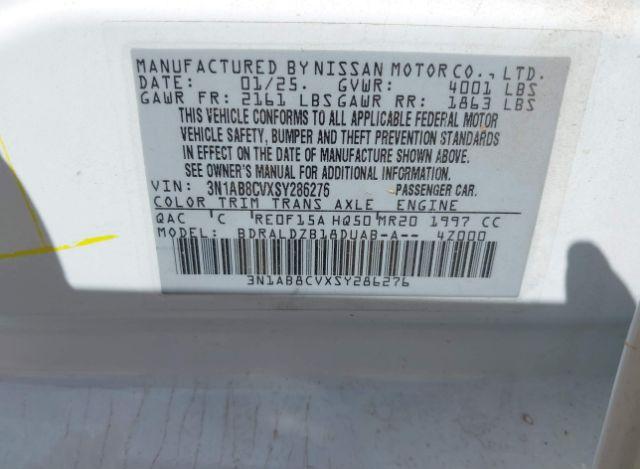 MANUFACTURED BY NISSAN MOTOR CO., LTD.
DATE: 01/25. GVWR: 4001 LBS
GAWR FR: 2161 LBS GAWR RR: 1863 LBS
THIS VEHICLE CONFORMS TO ALL APPLICABLE FEDERAL MOTOR
VEHICLE SAFETY, BUMPER AND THEFT PREVENTION STANDARDS
IN EFFECT ON THE DATE OF MANUFACTURE SHOWN ABOVE.
SEE OWNER'S MANUAL FOR ADDITIONAL INFORMATION.
VIN: 3N1AB8CVXSY286276 PASSENGER CAR.
COLOR TRIM TRANS AXLE ENGINE
QAC C RE0F15A HQ50 MR20 1997 CC
MODEL: BDRALDZB18DUAB-A-- 4Z000
3N1AB8CVXSY286276